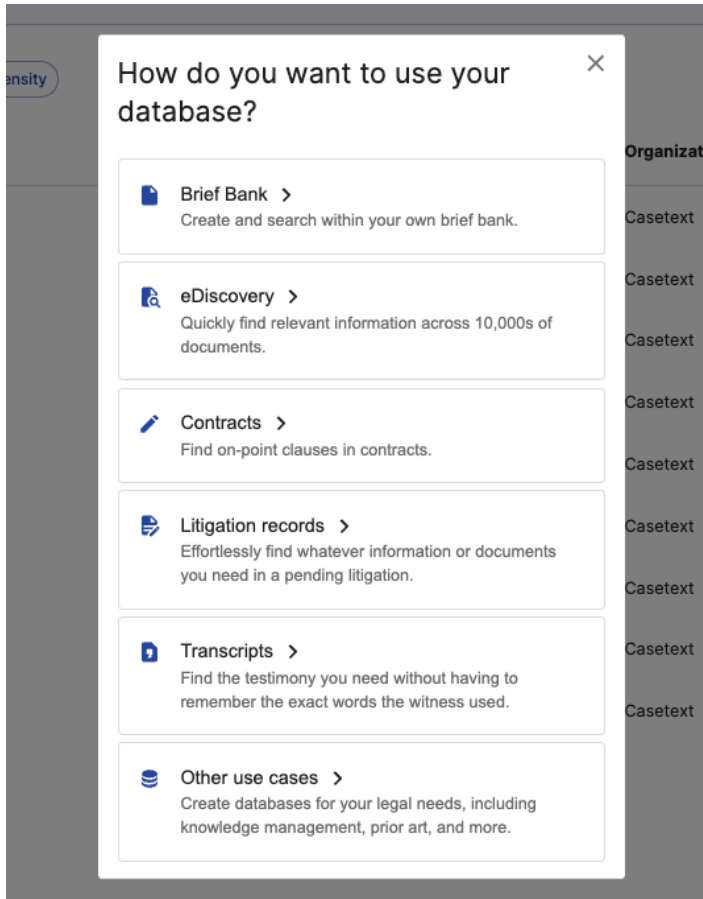 How do you want to use your
database?
ensity
Organizat
Brief Bank
Create and search within your own brief bank.
Casetext
eDiscovery
Quickly find relevant information across 10,000s of
documents.
Casetext
Casetext
Contracts
Find on-point clauses in contracts.
Casetext
Casetext
Litigation records
Effortlessly find whatever information or documents
you need in a pending litigation.
Casetext
Casetext
Transcripts
Find the testimony you need without having to
remember the exact words the witness used.
Casetext
Casetext
Other use cases
Create databases for your legal needs, including
knowledge management, prior art, and more.